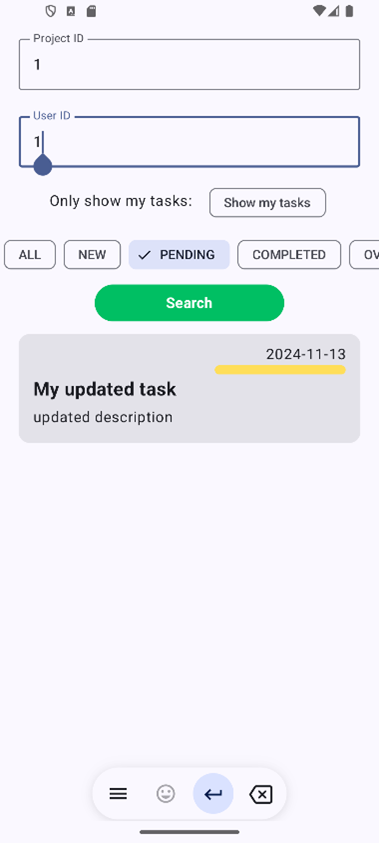 Project ID
1
User ID
1
Only show my tasks: Show my tasks
ALL NEW PENDING COMPLETED OV
Search
2024-11-13
My updated task
updated description